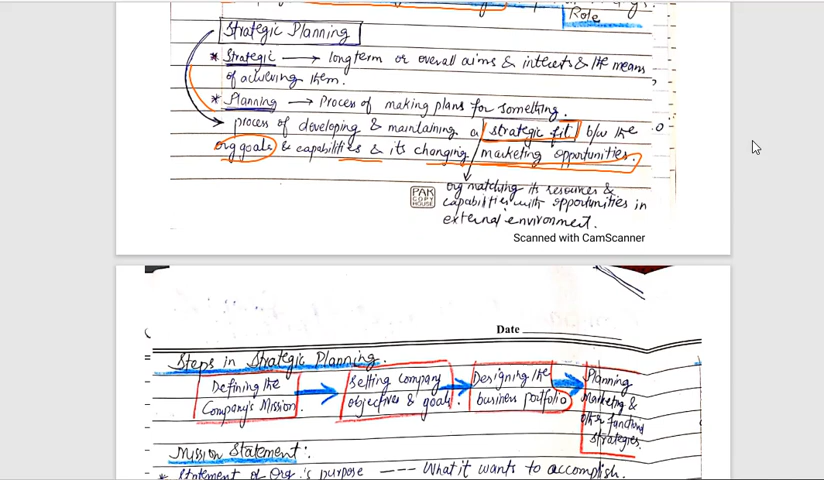 Role
Strategic Planning
* Strategic → long term or overall aims & interests & the means
of achieving them.
* Planning → Process of making plans for something.
→ process of developing & maintaining a strategic fit b/w the
org goals & capabilities & its changing marketing opportunities.
org matching its resources &
capabilities with opportunities in
external environment.
PAK
COPY
HOUSE
Scanned with CamScanner
Date
Steps in Strategic Planning.
Defining the
Company's Mission
Setting company
objectives & goals.
Designing the
business portfolio
Planning
marketing &
other functional
strategies.
Mission Statement:
* Statement of Org.'s purpose --- What it wants to accomplish.